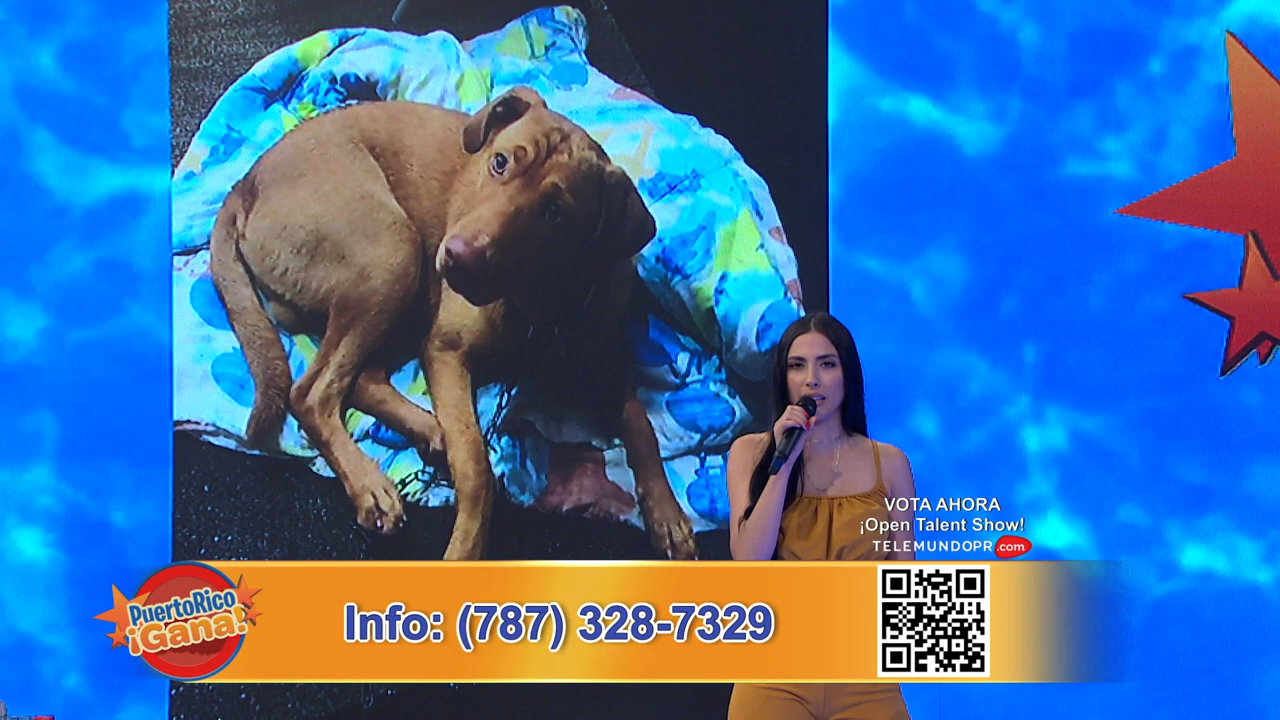 VOTA AHORA
¡Open Talent Show!
TELEMUNDOPR.com
PuertoRico
¡Gana!
Info: (787) 328-7329